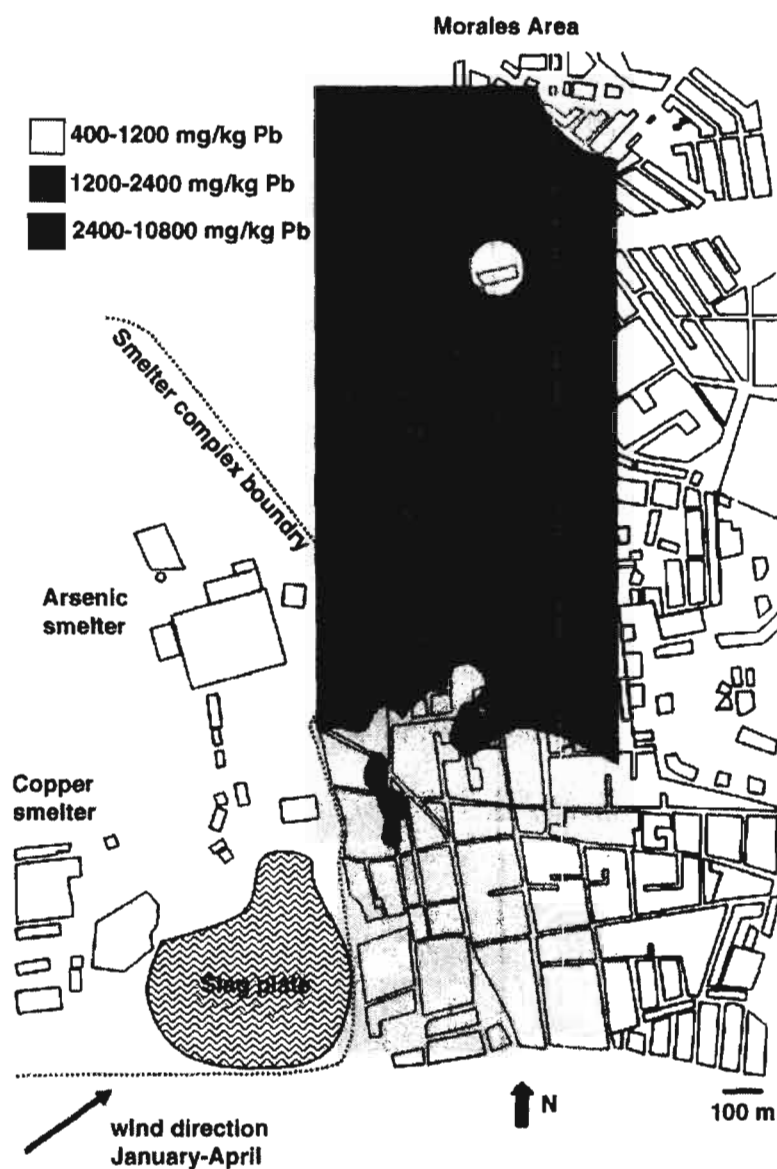 Morales Area
400-1200 mg/kg Pb
1200-2400 mg/kg Pb
2400-10800 mg/kg Pb
Smelter complex boundry
Arsenic
smelter
Copper
smelter
Slag plate
wind direction
January-April
N
100 m